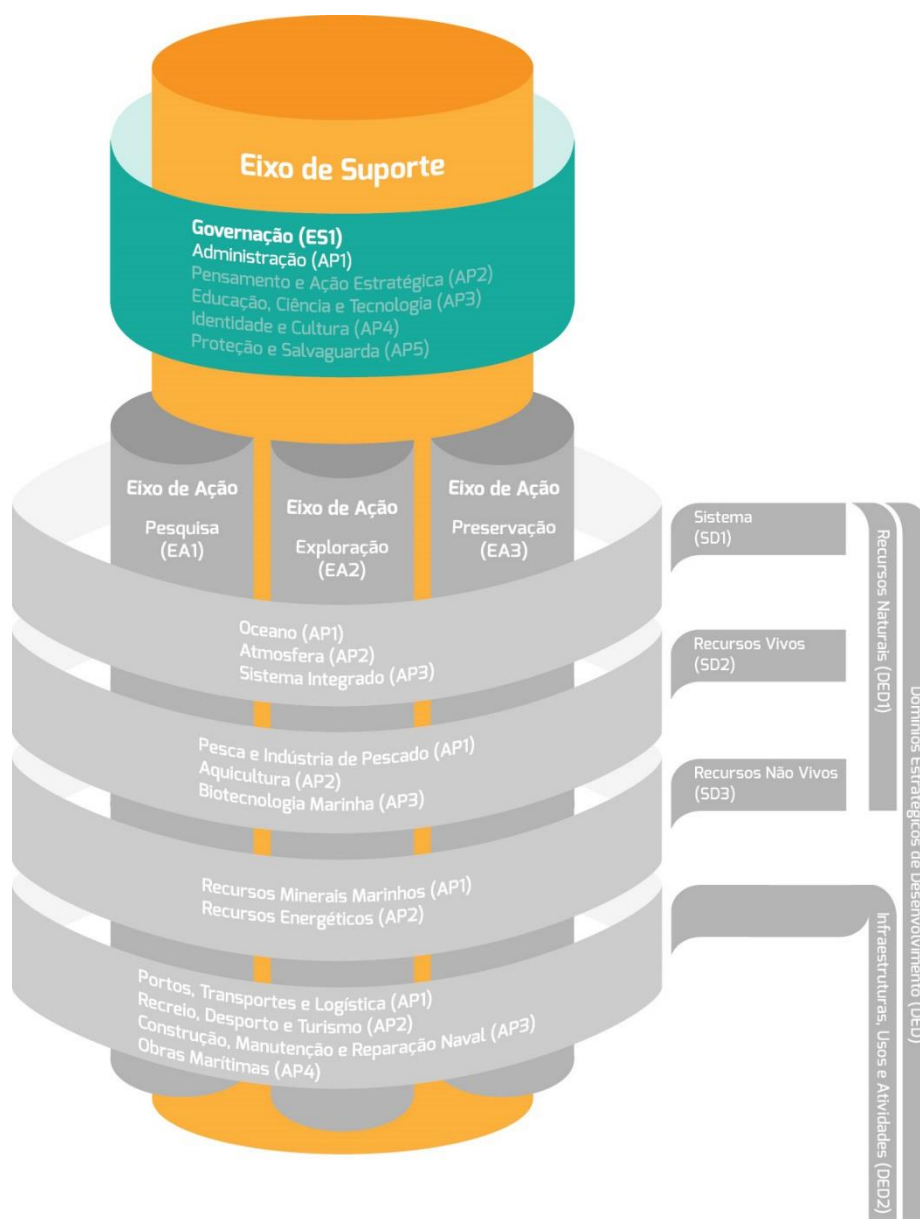 Eixo de Suporte
Governação (ES1)
Administração (AP1)
Pensamento e Ação Estratégica (AP2)
Educação, Ciência e Tecnologia (AP3)
Identidade e Cultura (AP4)
Proteção e Salvaguarda (AP5)
Eixo de Ação
Pesquisa
(EA1)
Eixo de Ação
Exploração
(EA2)
Eixo de Ação
Preservação
(EA3)
Sistema
(SD1)
Oceano (AP1)
Atmosfera (AP2)
Sistema Integrado (AP3)
Recursos Vivos
(SD2)
Pesca e Indústria de Pescado (AP1)
Aquicultura (AP2)
Biotecnologia Marinha (AP3)
Recursos Não Vivos
(SD3)
Recursos Minerais Marinhos (AP1)
Recursos Energéticos (AP2)
Portos, Transportes e Logística (AP1)
Recreio, Desporto e Turismo (AP2)
Construção, Manutenção e Reparação Naval (AP3)
Obras Marítimas (AP4)
Recursos Naturais (DED1)
Infraestruturas, Usos e Atividades (DED2)
Domínios Estratégicos de Desenvolvimento (DED)